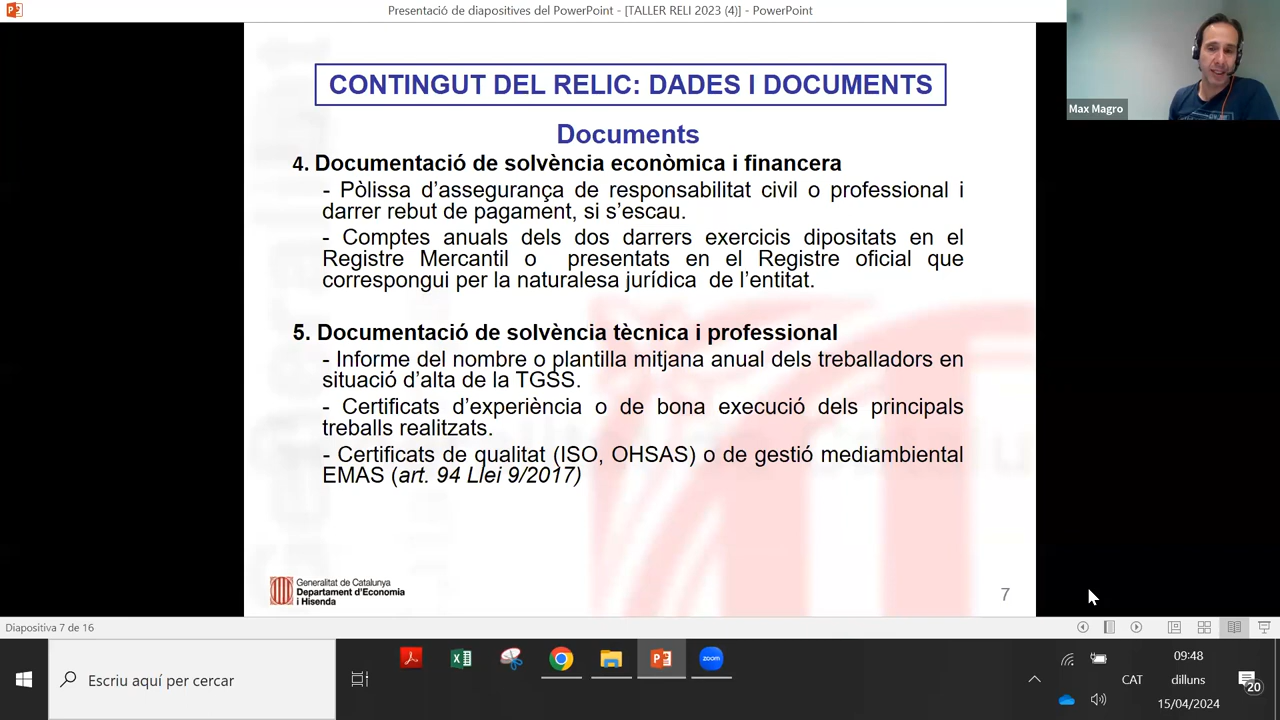 Presentació de diapositives del PowerPoint - [TALLER RELI 2023 (4)] - PowerPoint
Max Magro
CONTINGUT DEL RELIC: DADES I DOCUMENTS
Documents
4. Documentació de solvència econòmica i financera
- Pòlissa d'assegurança de responsabilitat civil o professional i
darrer rebut de pagament, si s'escau.
- Comptes anuals dels dos darrers exercicis dipositats en el
Registre Mercantil o presentats en el Registre oficial que
correspongui per la naturalesa jurídica de l'entitat.
5. Documentació de solvència tècnica i professional
- Informe del nombre o plantilla mitjana anual dels treballadors en
situació d'alta de la TGSS.
- Certificats d'experiència o de bona execució dels principals
treballs realitzats.
- Certificats de qualitat (ISO, OHSAS) o de gestió mediambiental
EMAS (art. 94 Llei 9/2017)
Generalitat de Catalunya
Departament d'Economia
i Hisenda
7
Diapositiva 7 de 16
Escriu aquí per cercar
zoom
CAT
09:48
dilluns
15/04/2024
20